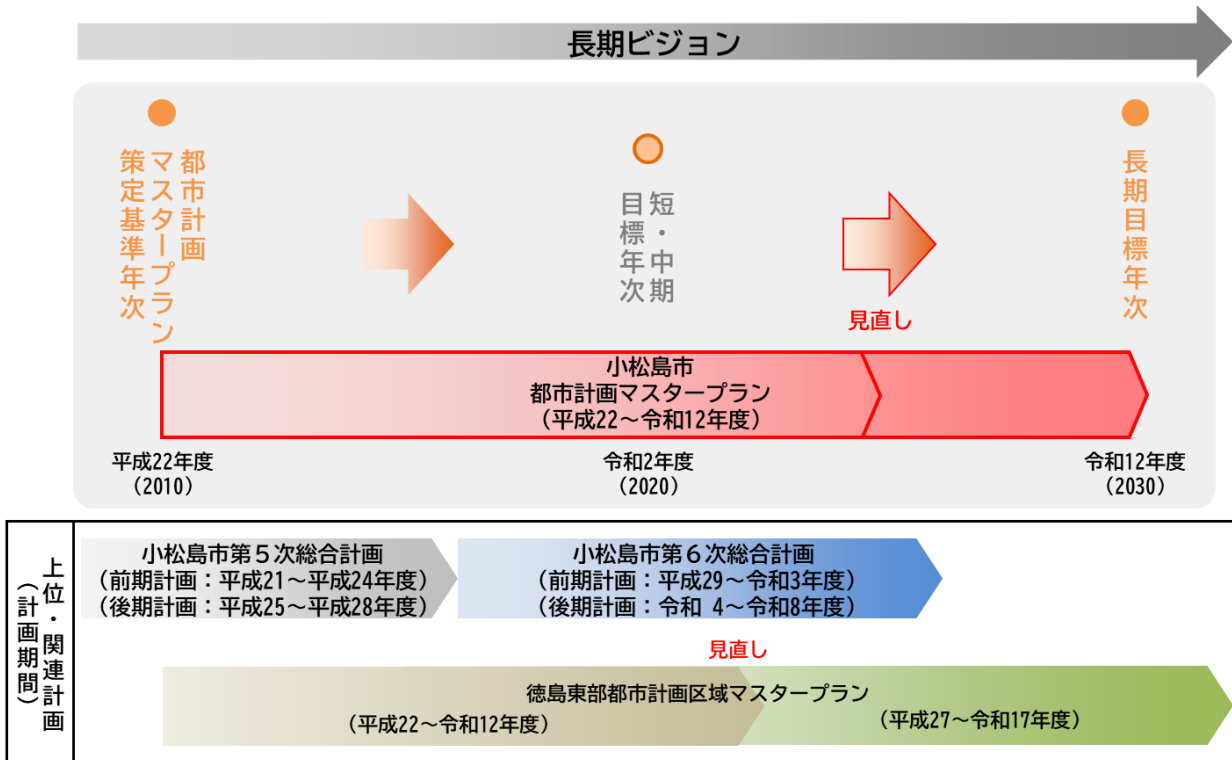 長期ビジョン
都市計画
マスタープラン
策定基準年次
短・中期
目標年次
長期目標年次
見直し
小松島市
都市計画マスタープラン
（平成22～令和12年度）
平成22年度
（2010）
令和2年度
（2020）
令和12年度
（2030）
上位・関連計画
（計画期間）
小松島市第５次総合計画
（前期計画：平成21～平成24年度）
（後期計画：平成25～平成28年度）
小松島市第６次総合計画
（前期計画：平成29～令和3年度）
（後期計画：令和 4～令和8年度）
見直し
徳島東部都市計画区域マスタープラン
（平成22～令和12年度）
（平成27～令和17年度）